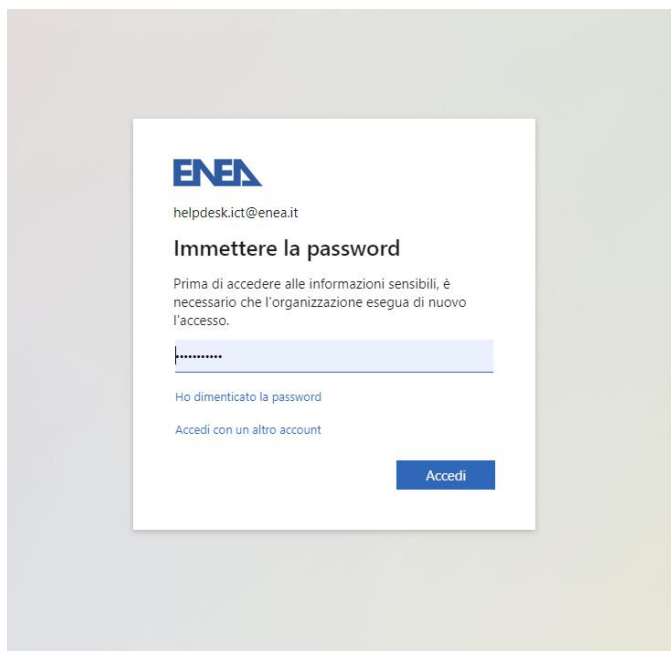 ENEA
helpdesk.ict@enea.it
Immettere la password
Prima di accedere alle informazioni sensibili, è
necessario che l'organizzazione esegua di nuovo
l'accesso.
•••••••••••
Ho dimenticato la password
Accedi con un altro account
Accedi